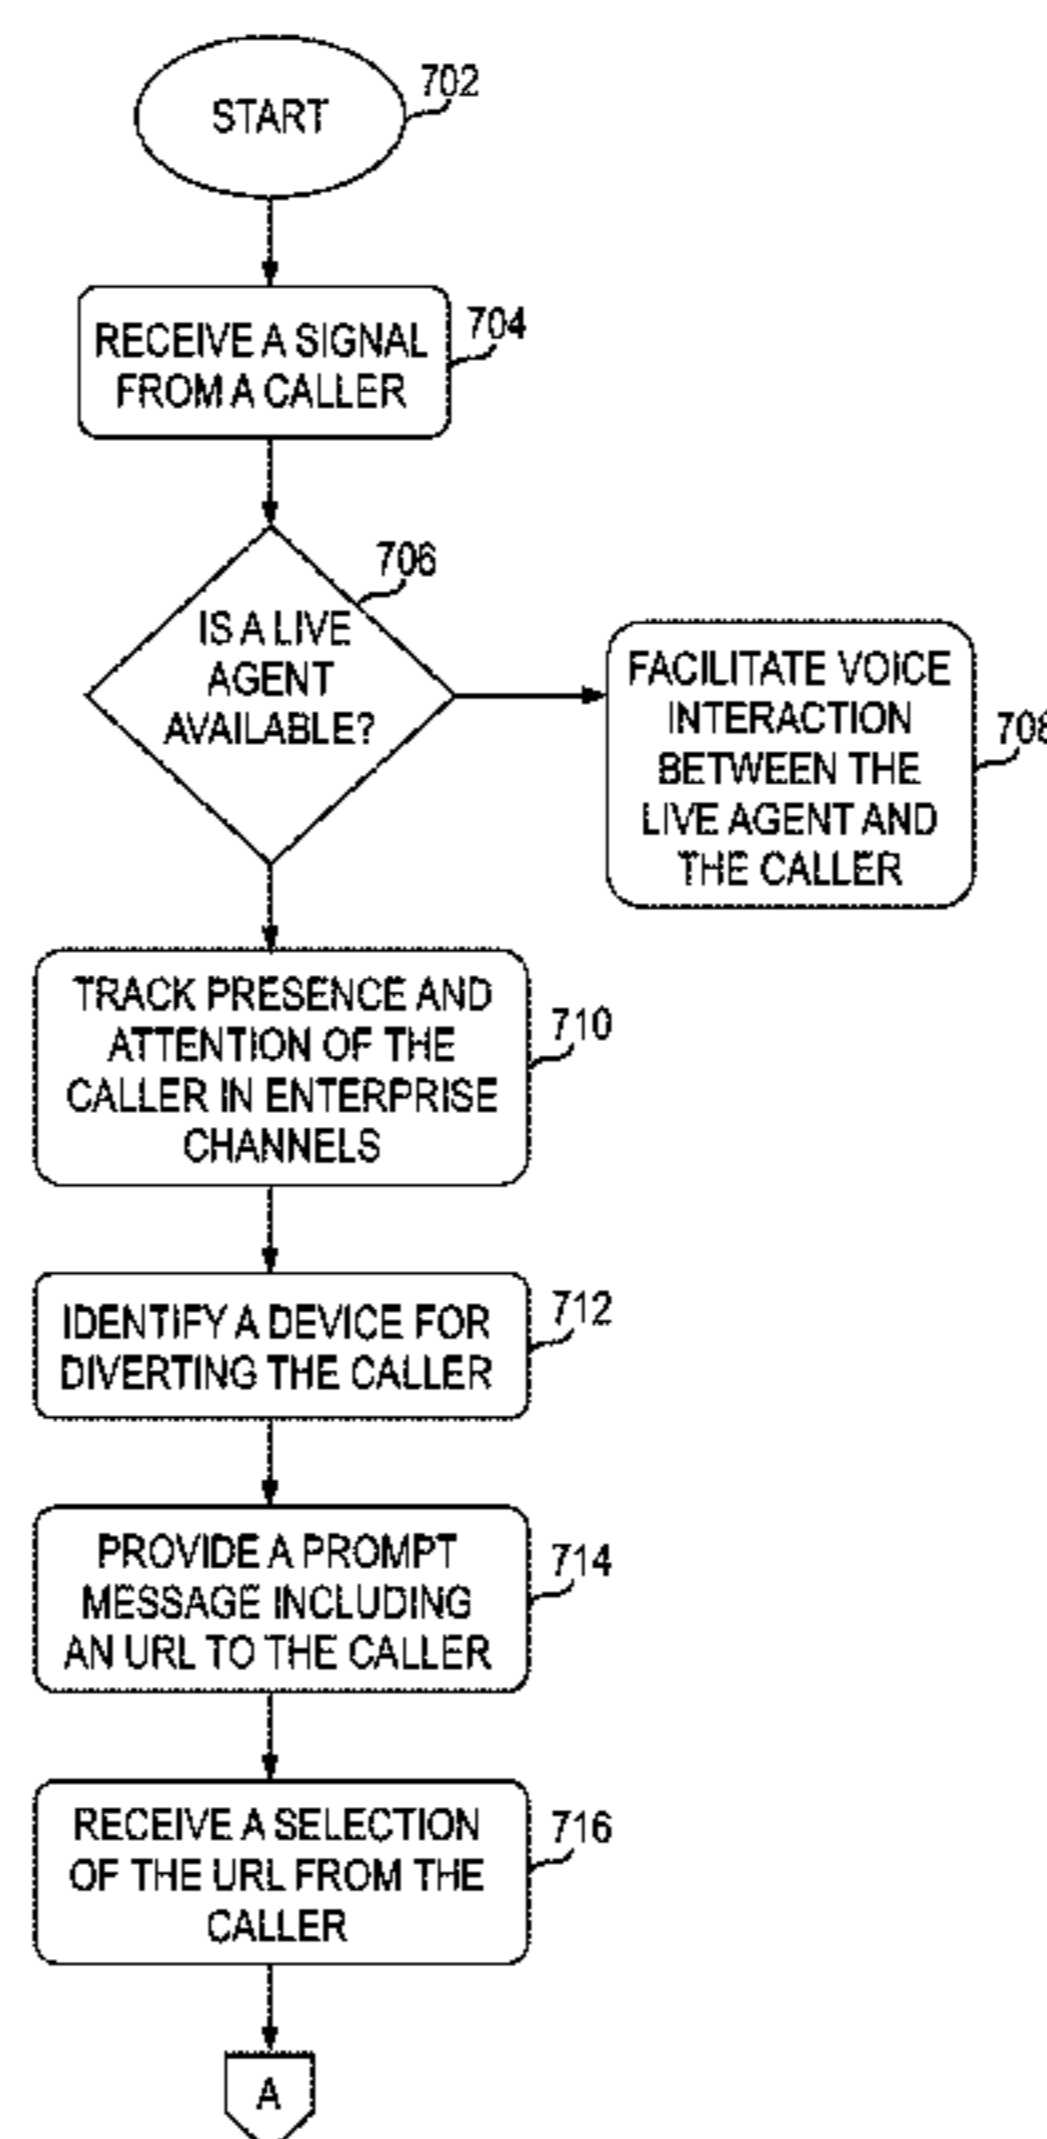 START
702
RECEIVE A SIGNAL
FROM A CALLER
704
IS A LIVE
AGENT
AVAILABLE?
706
FACILITATE VOICE
INTERACTION
BETWEEN THE
LIVE AGENT AND
THE CALLER
708
TRACK PRESENCE AND
ATTENTION OF THE
CALLER IN ENTERPRISE
CHANNELS
710
IDENTIFY A DEVICE FOR
DIVERTING THE CALLER
712
PROVIDE A PROMPT
MESSAGE INCLUDING
AN URL TO THE CALLER
714
RECEIVE A SELECTION
OF THE URL FROM THE
CALLER
716
A